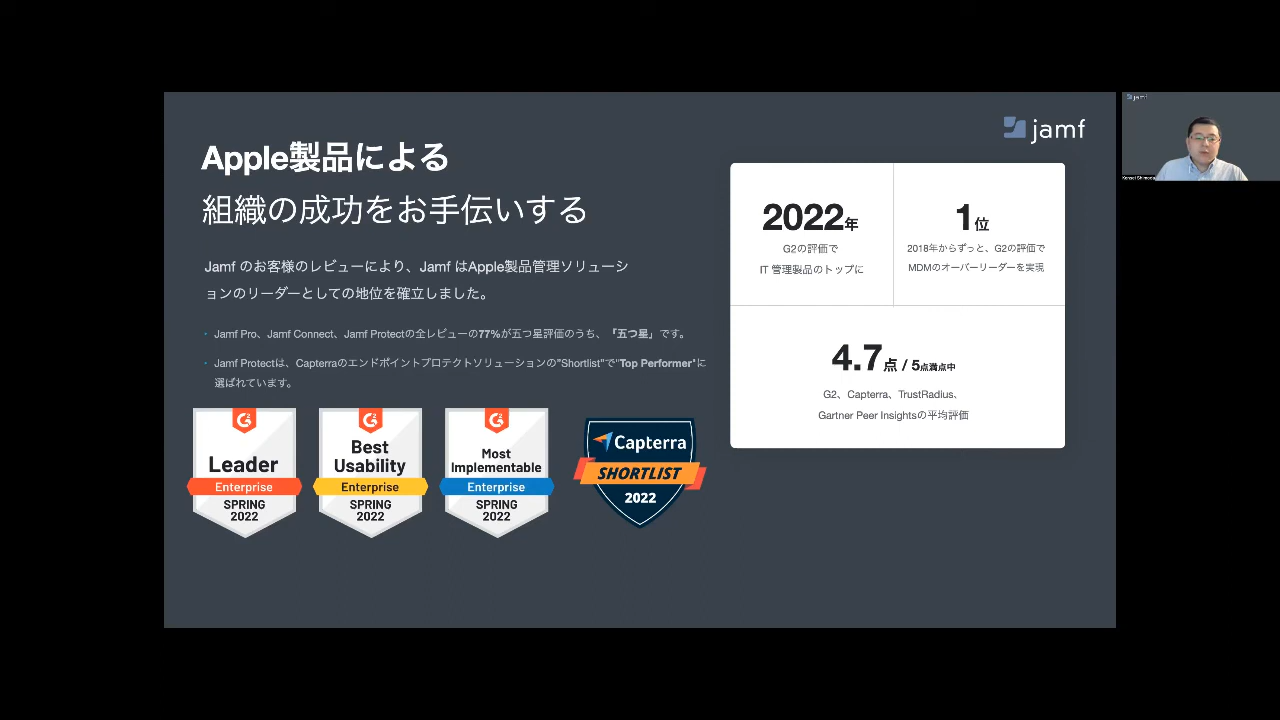 jamf
Apple製品による
組織の成功をお手伝いする
Jamf のお客様のレビューにより、Jamf はApple製品管理ソリューシ
ョンのリーダーとしての地位を確立しました。
・ Jamf Pro、Jamf Connect、Jamf Protectの全レビューの77%が五つ星評価のうち、『五つ星』です。
・ Jamf Protectは、Capterraのエンドポイントプロテクトソリューションの"Shortlist"で"Top Performer"に
選ばれています。
Leader
Enterprise
SPRING
2022
Best
Usability
Enterprise
SPRING
2022
Most
Implementable
Enterprise
SPRING
2022
Capterra
SHORTLIST
2022
2022年
G2の評価で
IT 管理製品のトップに
1位
2018年からずっと、G2の評価で
MDMのオーバーリーダーを実現
4.7点 / 5点満点中
G2、Capterra、TrustRadius、
Gartner Peer Insightsの平均評価
jamf
Kensei Shimoda